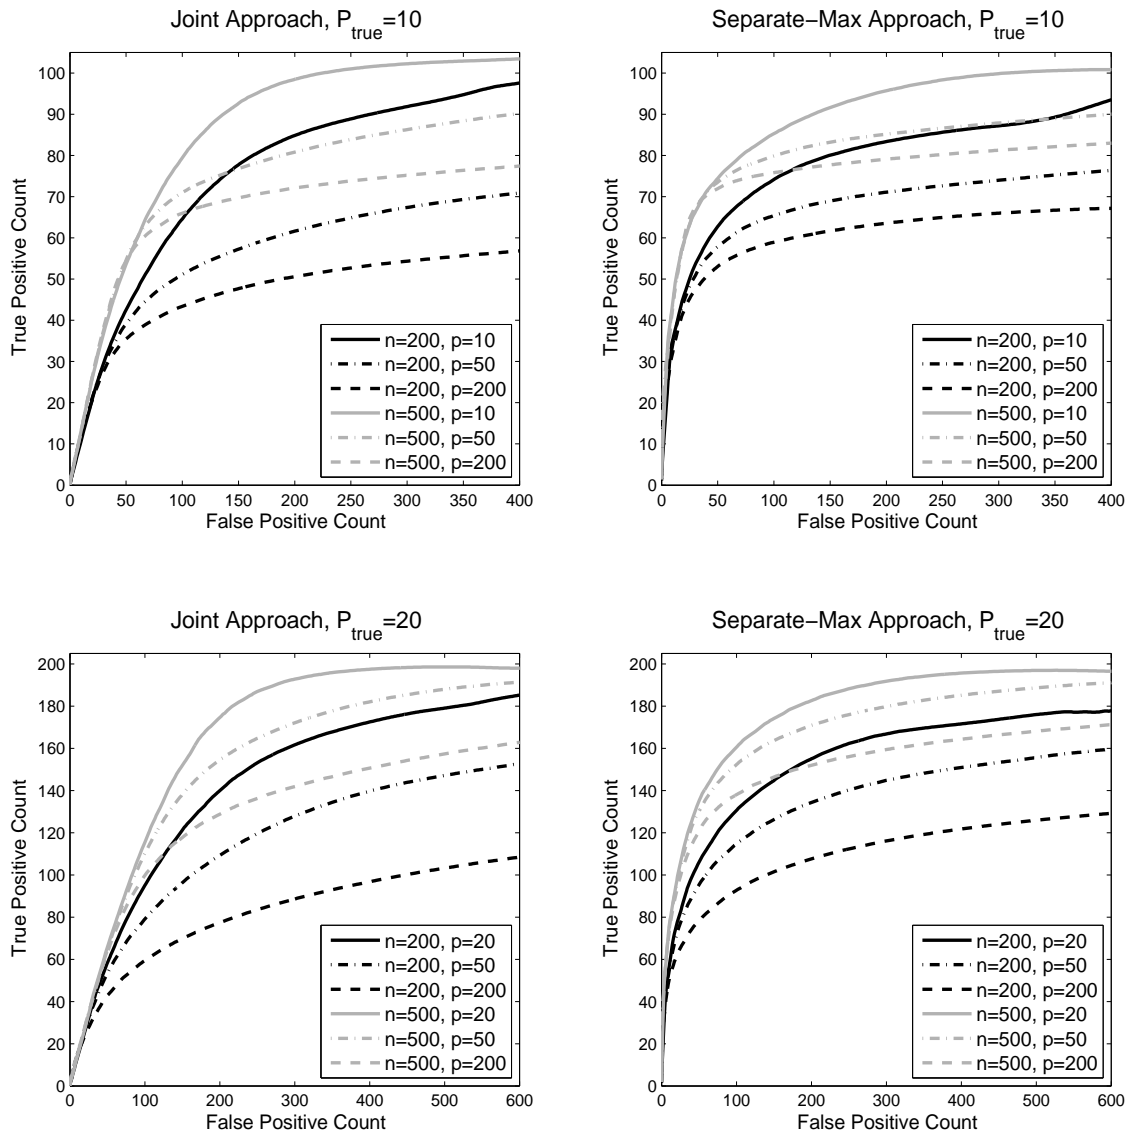 Joint Approach, P_true=10
True Positive Count
100
90
80
70
60
50
40
30
20
10
0
n=200, p=10
n=200, p=50
n=200, p=200
n=500, p=10
n=500, p=50
n=500, p=200
0 50 100 150 200 250 300 350 400
False Positive Count
Separate−Max Approach, P_true=10
True Positive Count
100
90
80
70
60
50
40
30
20
10
0
n=200, p=10
n=200, p=50
n=200, p=200
n=500, p=10
n=500, p=50
n=500, p=200
0 50 100 150 200 250 300 350 400
False Positive Count
Joint Approach, P_true=20
True Positive Count
200
180
160
140
120
100
80
60
40
20
0
n=200, p=20
n=200, p=50
n=200, p=200
n=500, p=20
n=500, p=50
n=500, p=200
0 100 200 300 400 500 600
False Positive Count
Separate−Max Approach, P_true=20
True Positive Count
200
180
160
140
120
100
80
60
40
20
0
n=200, p=20
n=200, p=50
n=200, p=200
n=500, p=20
n=500, p=50
n=500, p=200
0 100 200 300 400 500 600
False Positive Count